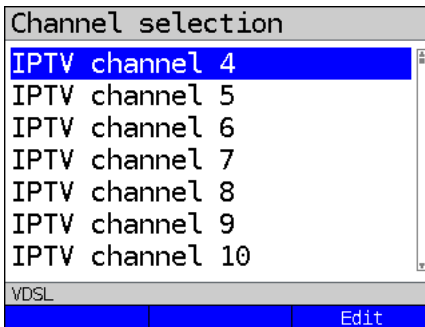 Channel selection
IPTV channel 4
IPTV channel 5
IPTV channel 6
IPTV channel 7
IPTV channel 8
IPTV channel 9
IPTV channel 10
VDSL
Edit